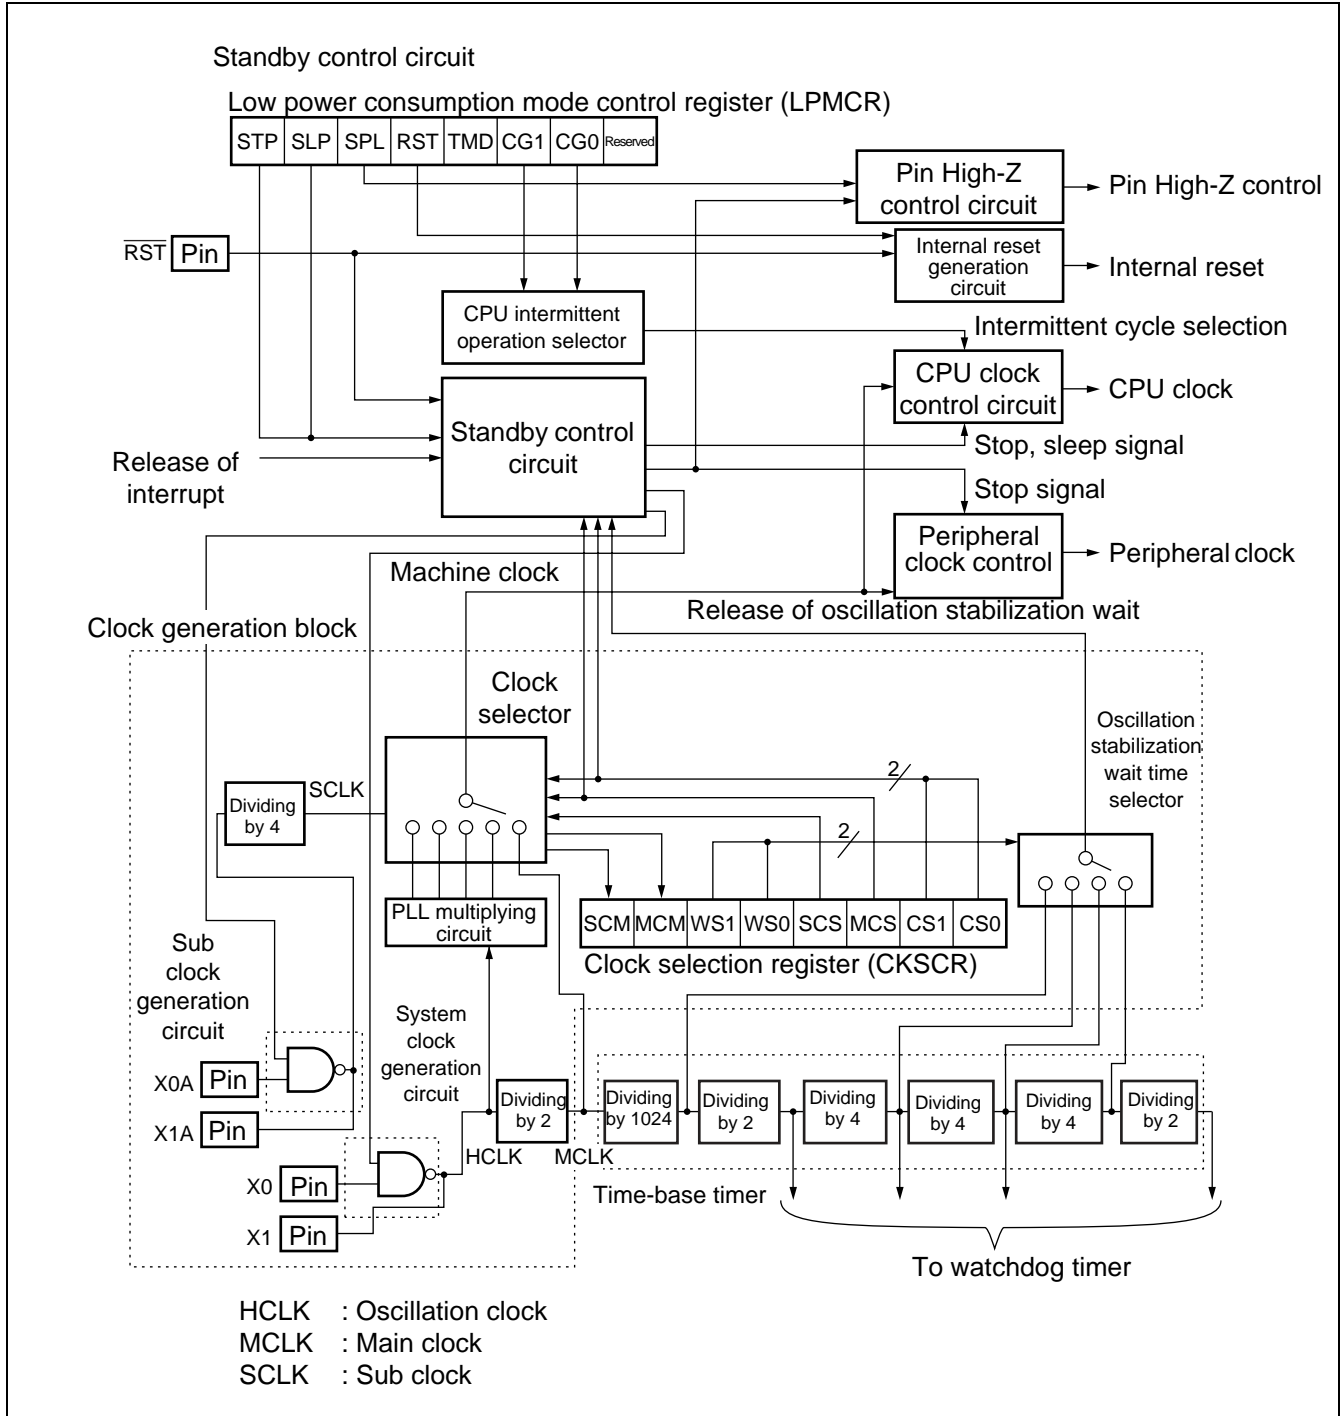 Standby control circuit
Low power consumption mode control register (LPMCR)
STP SLP SPL RST TMD CG1 CG0 Reserved
Pin High-Z
control circuit
Pin High-Z control
RST Pin
Internal reset
generation
circuit
Internal reset
CPU intermittent
operation selector
Intermittent cycle selection
CPU clock
control circuit
CPU clock
Standby control
circuit
Stop, sleep signal
Release of
interrupt
Stop signal
Peripheral
clock control
Peripheral clock
Machine clock
Release of oscillation stabilization wait
Clock generation block
Clock
selector
Oscillation
stabilization
wait time
selector
2
SCLK
Dividing
by 4
2
PLL multiplying
circuit
SCM MCM WS1 WS0 SCS MCS CS1 CS0
Clock selection register (CKSCR)
Sub
clock
generation
circuit
System
clock
generation
circuit
X0A Pin
X1A Pin
Dividing
by 2
Dividing
by 1024
Dividing
by 2
Dividing
by 4
Dividing
by 4
Dividing
by 4
Dividing
by 2
HCLK
MCLK
X0 Pin
X1 Pin
Time-base timer
To watchdog timer
HCLK : Oscillation clock
MCLK : Main clock
SCLK : Sub clock